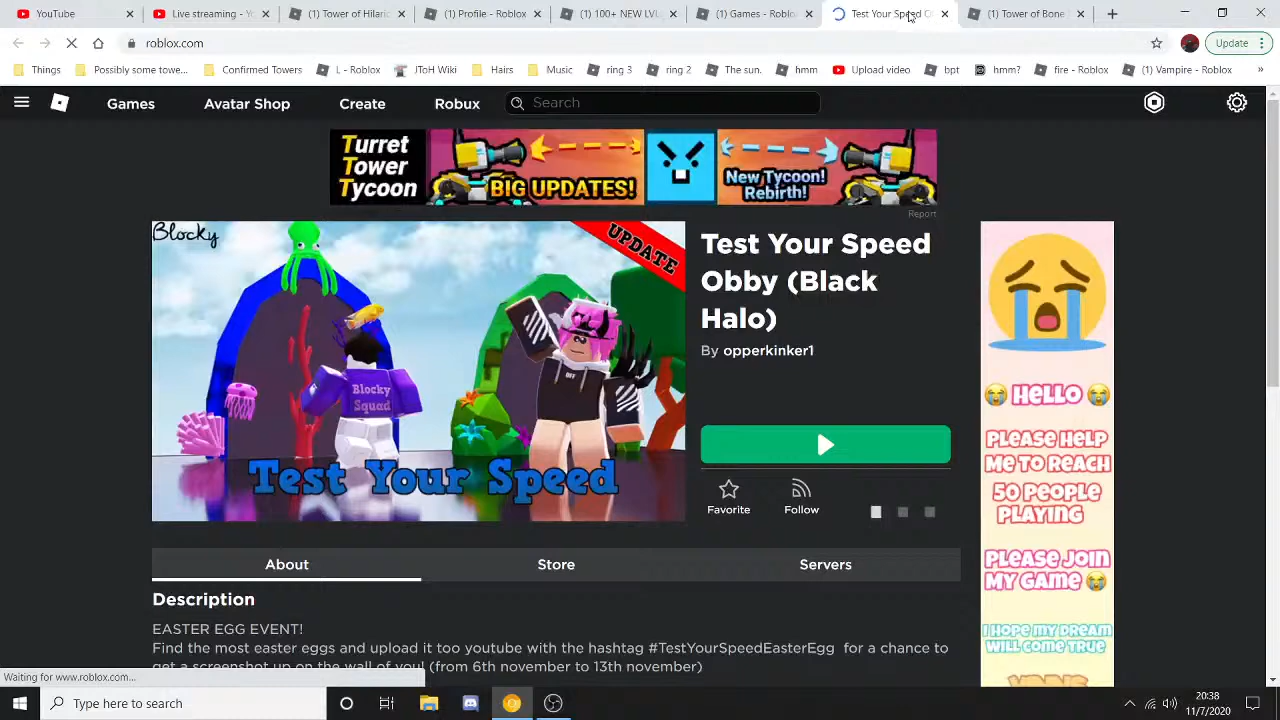 YouTube
Live streaming - Y
(1) Tower of Hilaric
(1) Profile - Roblox
(1) 100+ NEW LVL
(1) Games - Roblo
Test Your Speed O
(1) Tower of Bone
roblox.com
Update
Things
Possibly some towe...
Confirmed Towers
L - Roblox
JToH Wiki
Hairs
Music
ring 3
ring 2
The sun.
hmm
Upload video
bpt
hmm?
fire - Roblox
(1) Vampire - Roblox
»
Games
Avatar Shop
Create
Robux
Search
Turret
Tower
Tycoon
BIG UPDATES!
New Tycoon!
Rebirth!
Report
Blocky
UPDATE
Blocky
Squad
Test Your Speed
Test Your Speed
Obby (Black
Halo)
By opperkinker1
Favorite
Follow
😭 HELLO 😭
PLEASE HELP
ME TO REACH
50 PEOPLE
PLAYING
PLEASE JOIN
MY GAME 😭
I HOPE MY DREAM
WILL COME TRUE
About
Store
Servers
Description
EASTER EGG EVENT!
Find the most easter eggs and upload it too youtube with the hashtag #TestYourSpeedEasterEgg for a chance to
get a screenshot up on the wall of you! (from 6th november to 13th november)
Waiting for www.roblox.com...
Type here to search
20:38
11/7/2020